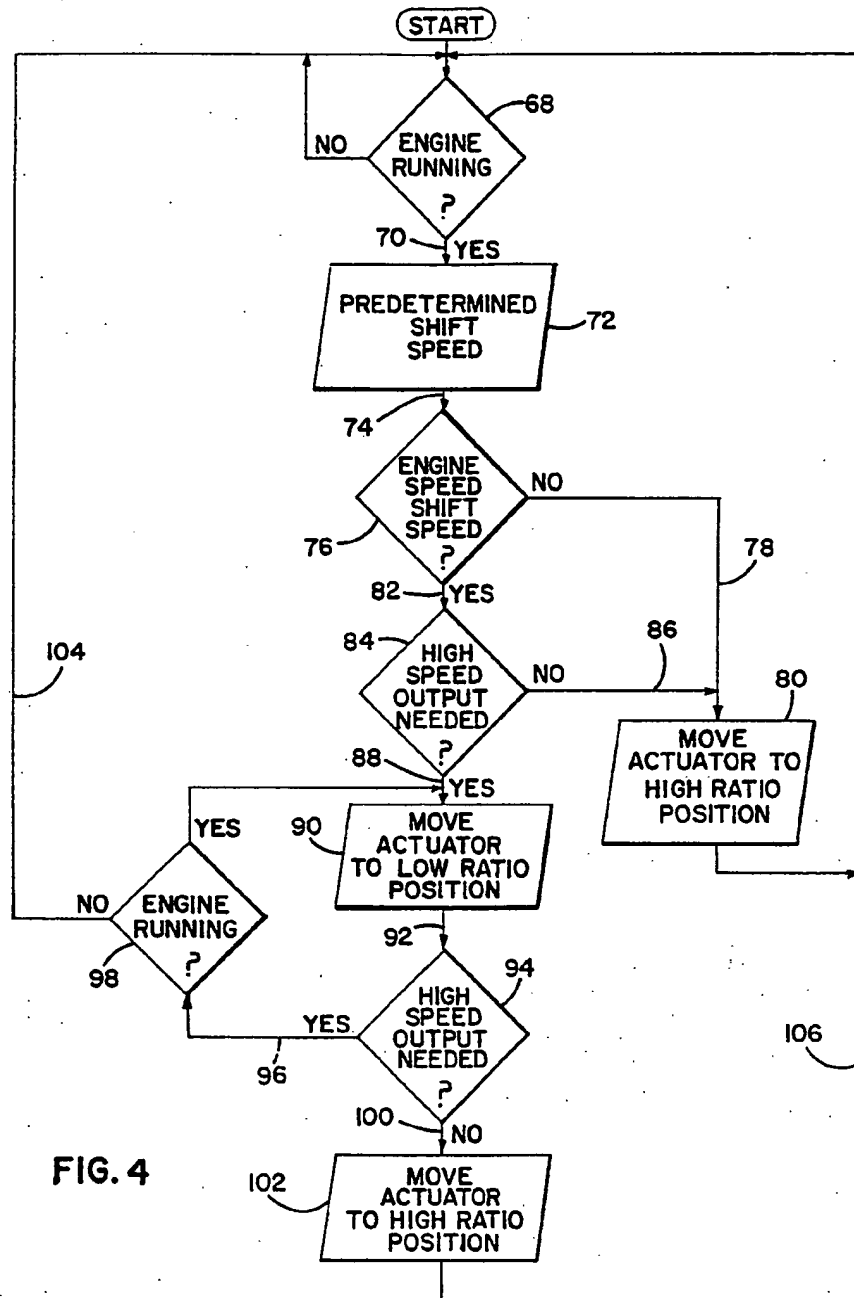 START
68
NO
ENGINE
RUNNING
?
70
YES
PREDETERMINED
SHIFT
SPEED
72
74
ENGINE
SPEED
SHIFT
SPEED
?
NO
76
78
82
YES
84
HIGH
SPEED
OUTPUT
NEEDED
?
NO
86
104
80
MOVE
ACTUATOR TO
HIGH RATIO
POSITION
88
YES
90
MOVE
ACTUATOR
TO LOW RATIO
POSITION
YES
NO
ENGINE
RUNNING
?
98
92
94
HIGH
SPEED
OUTPUT
NEEDED
?
YES
96
106
100
NO
FIG. 4
102
MOVE
ACTUATOR
TO HIGH RATIO
POSITION